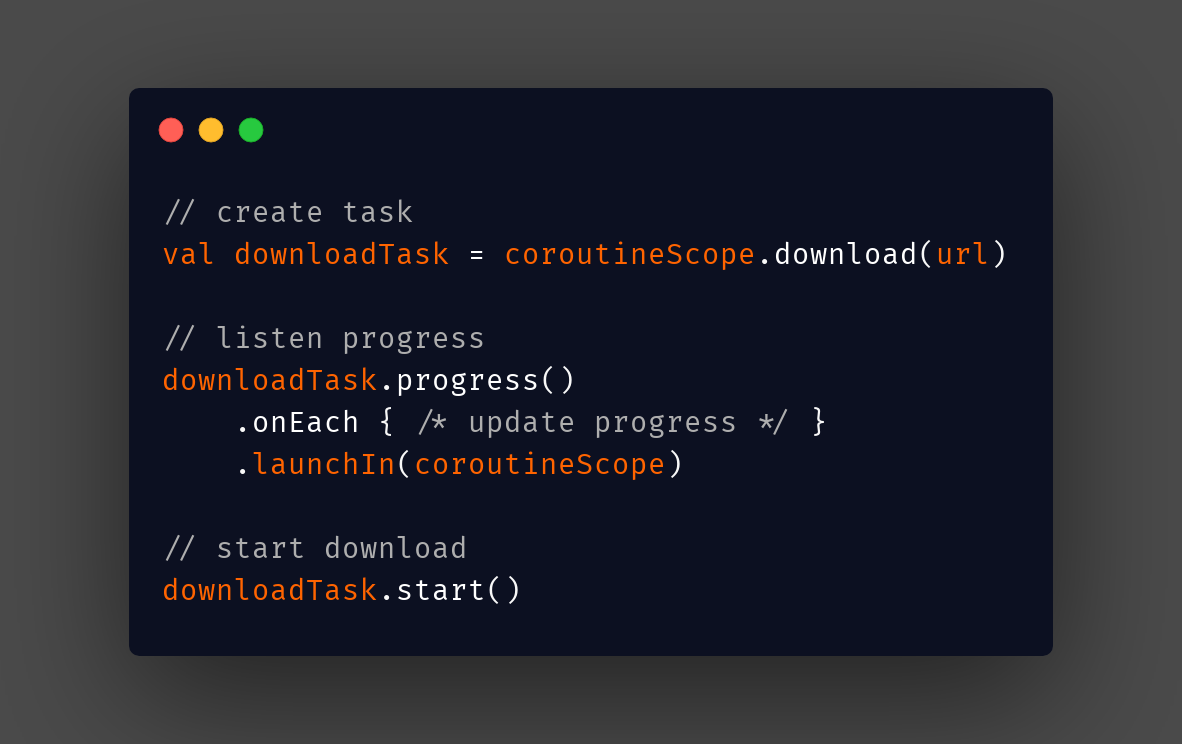 // create task
val downloadTask = coroutineScope.download(url)
// listen progress
downloadTask.progress()
.onEach { /* update progress */ }
.launchIn(coroutineScope)
// start download
downloadTask.start()